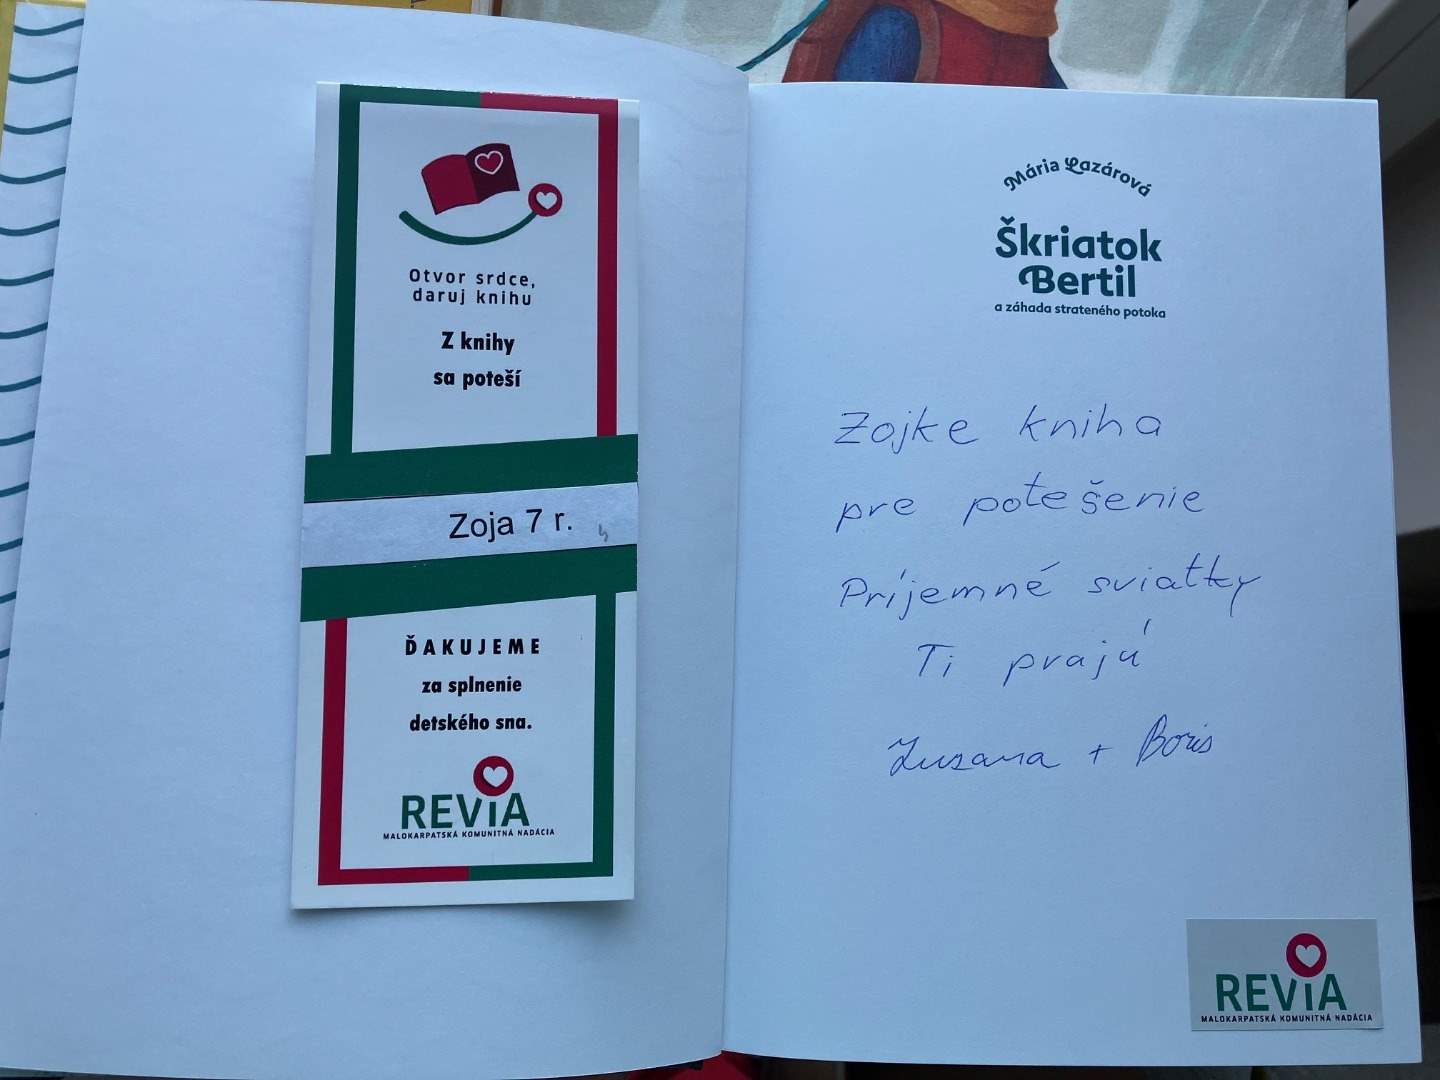 Otvor srdce,
daruj knihu
Z knihy
sa poteší
Zoja 7 r.
ĎAKUJEME
za splnenie
detského sna.
REViA
MALOKARPATSKÁ KOMUNITNÁ NADÁCIA
Mária Lazárová
Škriatok
Bertil
a záhada strateného potoka
Zojke kniha
pre potešenie
Príjemné sviatky
Ti prajú
Zuzana + Boris
REViA
MALOKARPATSKÁ KOMUNITNÁ NADÁCIA